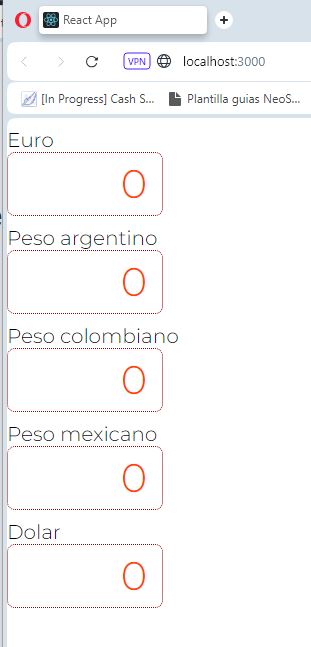 React App
VPN
localhost:3000
[In Progress] Cash S... Plantilla guias NeoS...
Euro
0
Peso argentino
0
Peso colombiano
0
Peso mexicano
0
Dolar
0